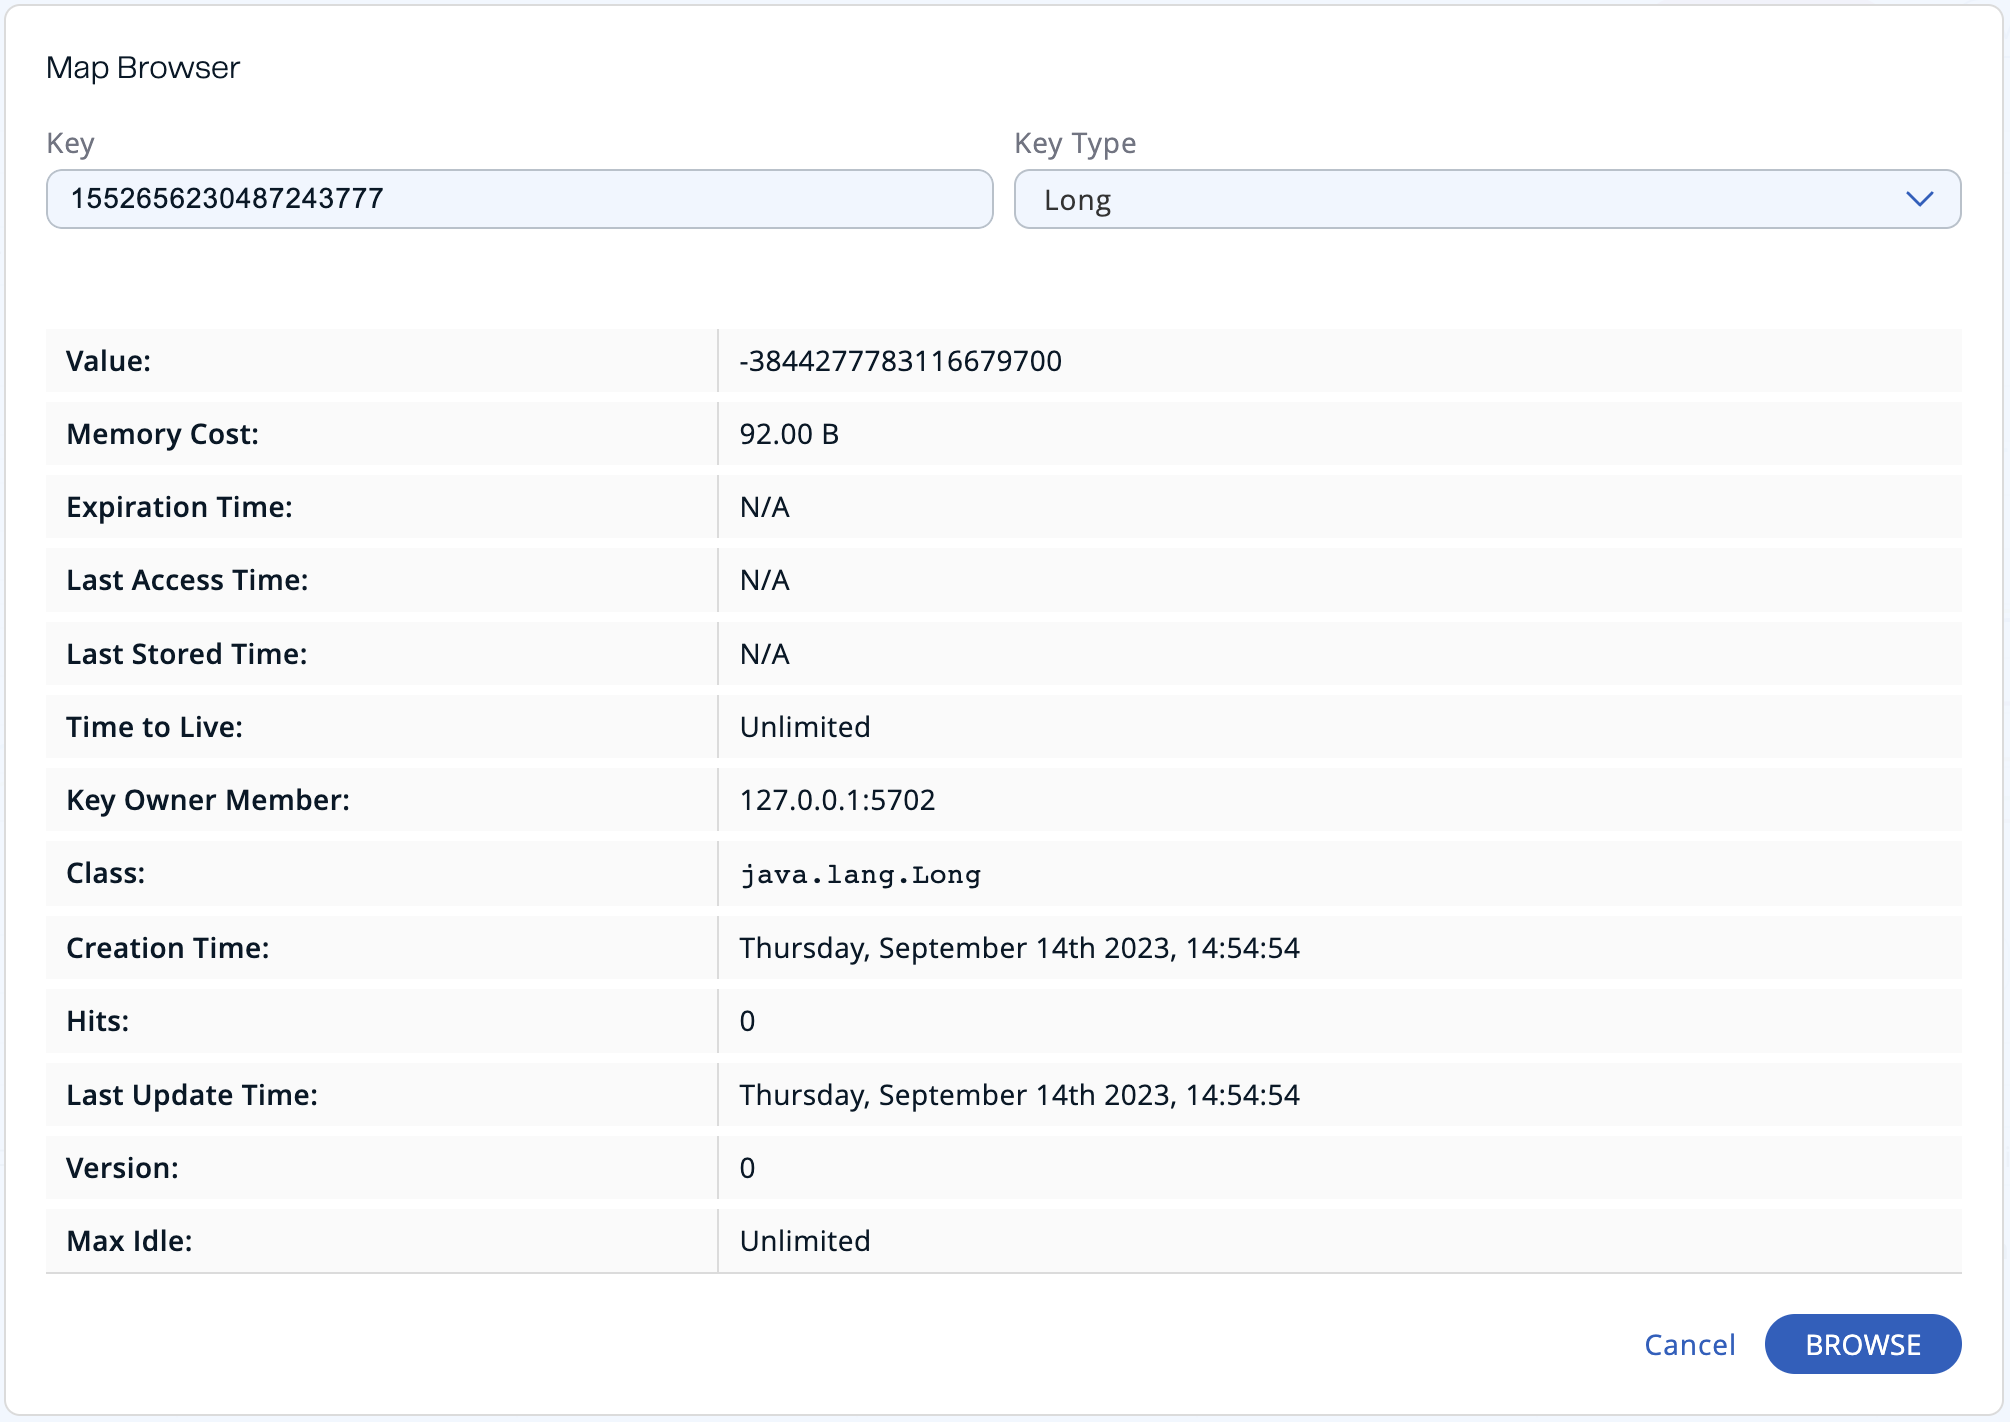 Map Browser
Key
Key Type
1552656230487243777
Long
Value: -3844277783116679700
Memory Cost: 92.00 B
Expiration Time: N/A
Last Access Time: N/A
Last Stored Time: N/A
Time to Live: Unlimited
Key Owner Member: 127.0.0.1:5702
Class: java.lang.Long
Creation Time: Thursday, September 14th 2023, 14:54:54
Hits: 0
Last Update Time: Thursday, September 14th 2023, 14:54:54
Version: 0
Max Idle: Unlimited
Cancel BROWSE